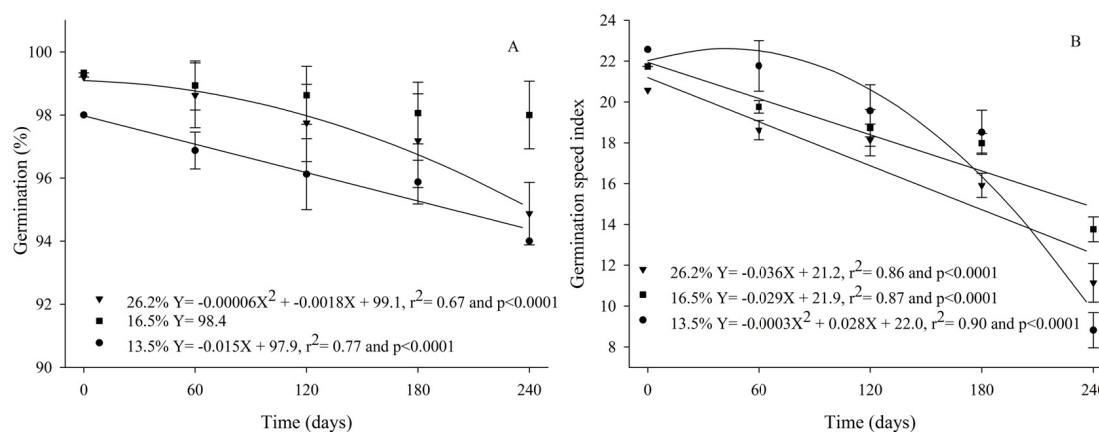 A
Germination (%)
100
98
96
94
92
90
26.2% Y= -0.00006X² + -0.0018X + 99.1, r²= 0.67 and p<0.0001
16.5% Y= 98.4
13.5% Y= -0.015X + 97.9, r²= 0.77 and p<0.0001
0 60 120 180 240
Time (days)
B
Germination speed index
24
22
20
18
16
14
12
10
8
26.2% Y= -0.036X + 21.2, r²= 0.86 and p<0.0001
16.5% Y= -0.029X + 21.9, r²= 0.87 and p<0.0001
13.5% Y= -0.0003X² + 0.028X + 22.0, r²= 0.90 and p<0.0001
0 60 120 180 240
Time (days)